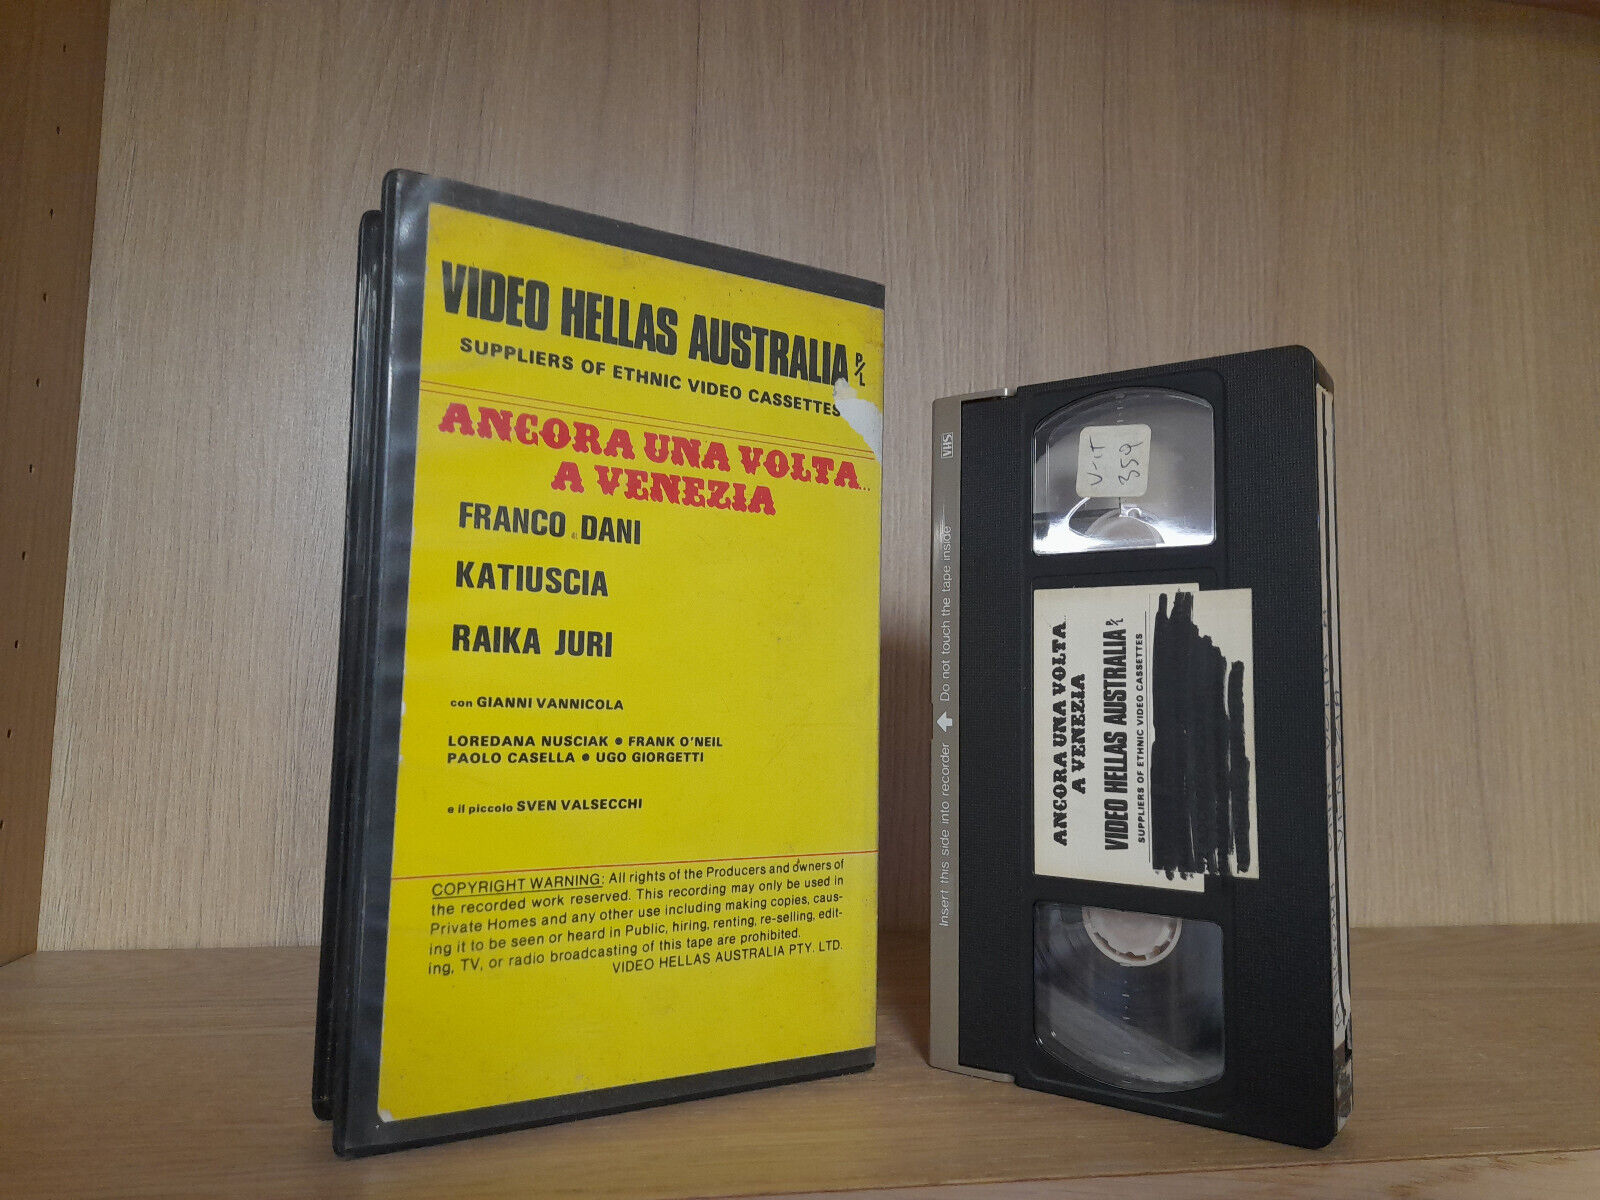 VIDEO HELLAS AUSTRALIA P/L
SUPPLIERS OF ETHNIC VIDEO CASSETTES
ANCORA UNA VOLTA...
A VENEZIA
FRANCO DANI
KATIUSCIA
RAIKA JURI
con GIANNI VANNICOLA
LOREDANA NUSCIAK • FRANK O'NEIL
PAOLO CASELLA • UGO GIORGETTI
e il piccolo SVEN VALSECCHI
COPYRIGHT WARNING: All rights of the Producers and owners of
the recorded work reserved. This recording may only be used in
Private Homes and any other use including making copies, caus-
ing it to be seen or heard in Public, hiring, renting, re-selling, edit-
ing, TV, or radio broadcasting of this tape are prohibited.
VIDEO HELLAS AUSTRALIA PTY. LTD.
VHS
Insert this side into recorder Do not touch the tape inside
V-IT
359
ANCORA UNA VOLTA...
A VENEZIA
VIDEO HELLAS AUSTRALIA P/L
SUPPLIERS OF ETHNIC VIDEO CASSETTES